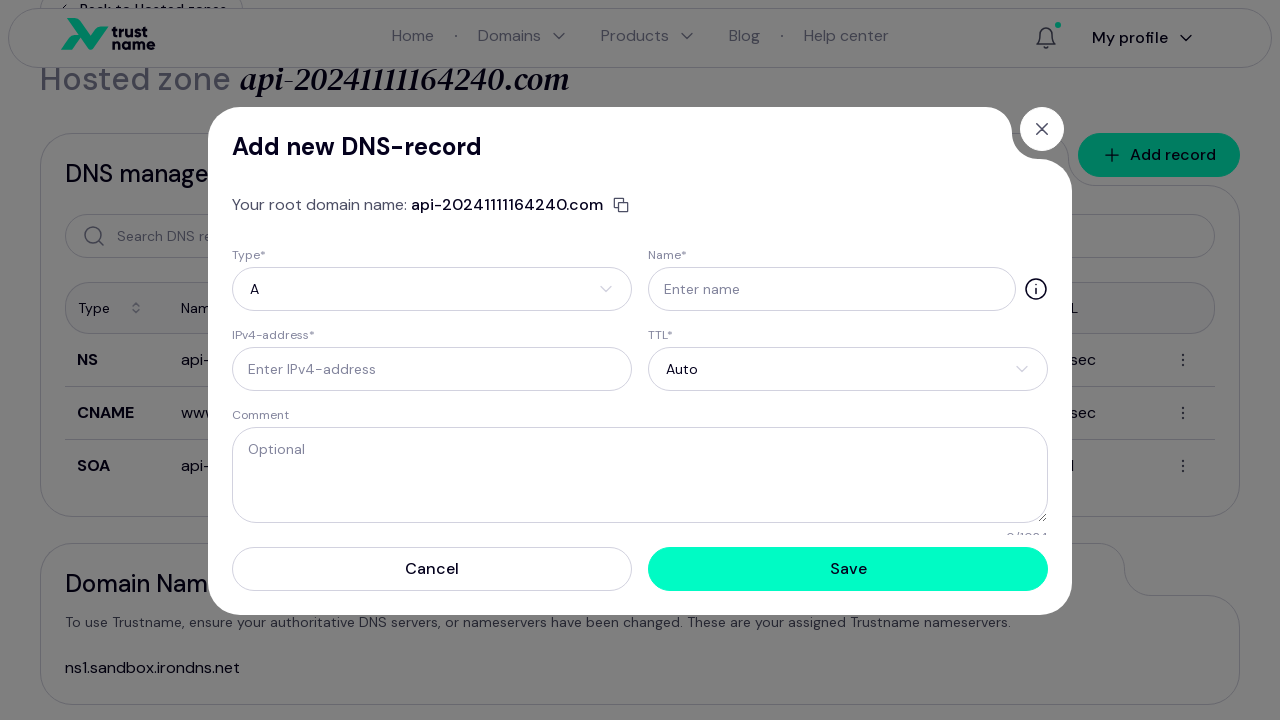 Back to Hosted zones
trust
name
Home · Domains Products Blog · Help center
My profile
Hosted zone api-20241111164240.com
Add new DNS-record
DNS manage
Add record
Your root domain name: api-20241111164240.com
Search DNS re
Type*
Name*
A
Enter name
Type
Nam
L
IPv4-address*
TTL*
NS
api-
sec
Enter IPv4-address
Auto
CNAME
www
sec
Comment
Optional
SOA
api-
Cancel
Save
Domain Nam
To use Trustname, ensure your authoritative DNS servers, or nameservers have been changed. These are your assigned Trustname nameservers.
ns1.sandbox.irondns.net